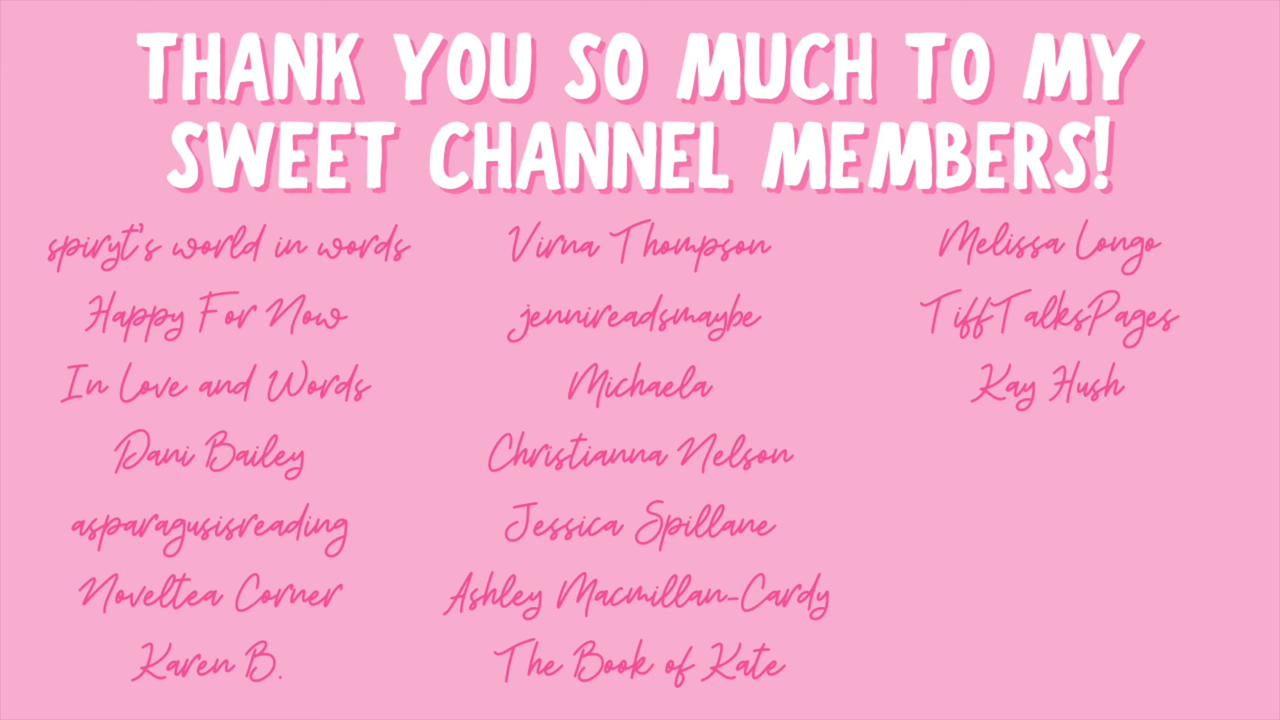 THANK YOU SO MUCH TO MY
SWEET CHANNEL MEMBERS!
spiryt's world in words
Happy For Now
In Love and Words
Dani Bailey
asparagusisreading
Noveltea Corner
Karen B.
Virna Thompson
jennireadsmaybe
Michaela
Christianna Nelson
Jessica Spillane
Ashley Macmillan-Cardy
The Book of Kate
Melissa Longo
TiffTalksPages
Kay Hush